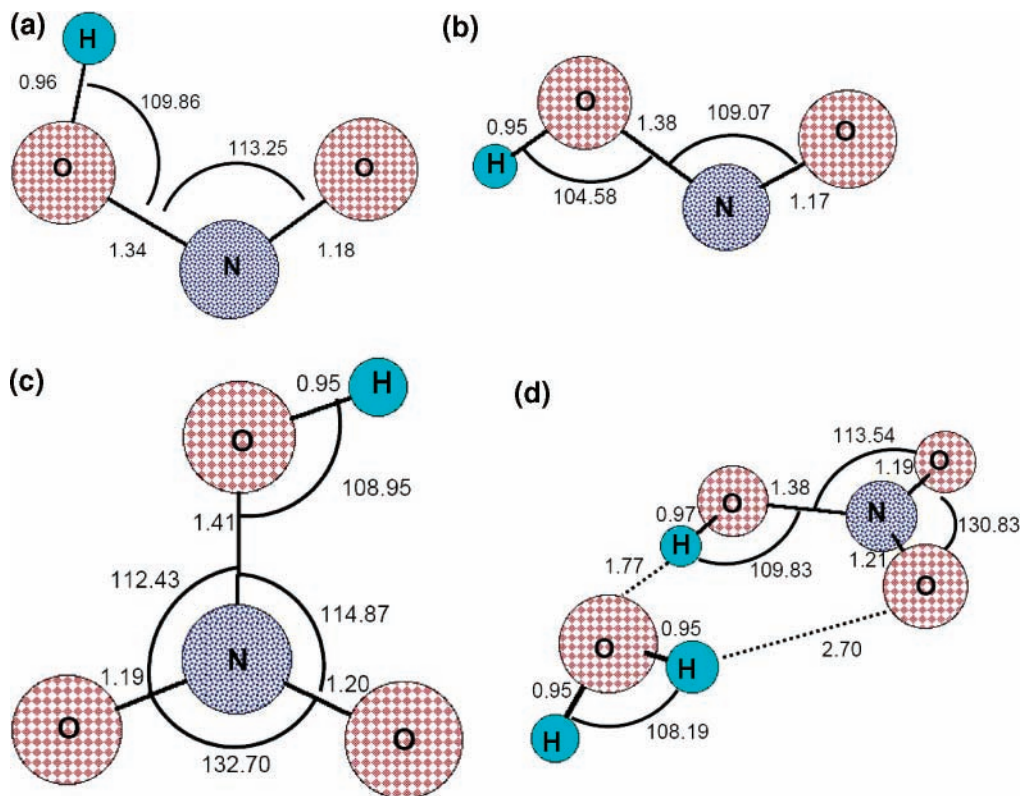 (a)
H
0.96
109.86
O
113.25
O
1.34
N
1.18
(b)
O
0.95
1.38
109.07
O
H
104.58
N
1.17
(c)
0.95
H
O
108.95
1.41
112.43
114.87
N
1.19
1.20
O
O
132.70
(d)
113.54
1.19
O
O
1.38
N
0.97
130.83
H
1.21
109.83
1.77
O
0.95
O
H
2.70
0.95
H
108.19